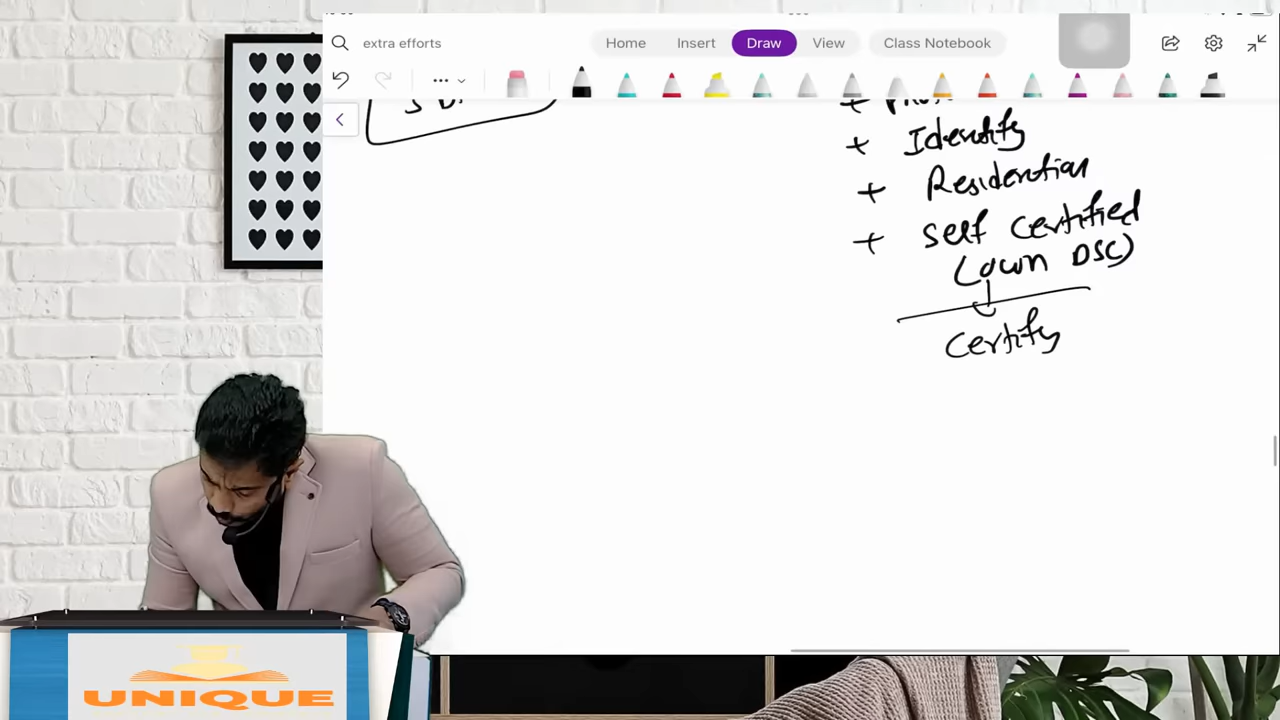 extra efforts
Home
Insert
Draw
View
Class Notebook
+ Identify
+ Residential
+ Self Certified
(own DSC)
Certify
UNIQUE